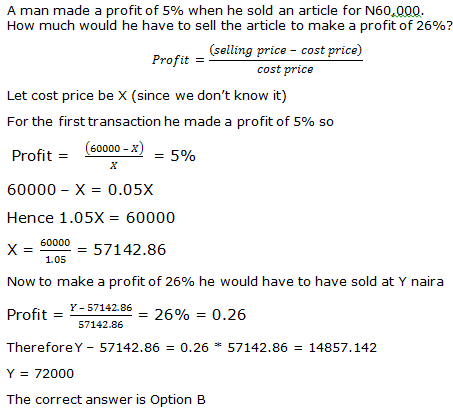 A man made a profit of 5% when he sold an article for N60,000.
How much would he have to sell the article to make a profit of 26%?
Profit = (selling price − cost price) / cost price
Let cost price be X (since we don't know it)
For the first transaction he made a profit of 5% so
Profit = (60000 – X) / X = 5%
60000 – X = 0.05X
Hence 1.05X = 60000
X = 60000 / 1.05 = 57142.86
Now to make a profit of 26% he would have to have sold at Y naira
Profit = Y – 57142.86 / 57142.86 = 26% = 0.26
Therefore Y – 57142.86 = 0.26 * 57142.86 = 14857.142
Y = 72000
The correct answer is Option B